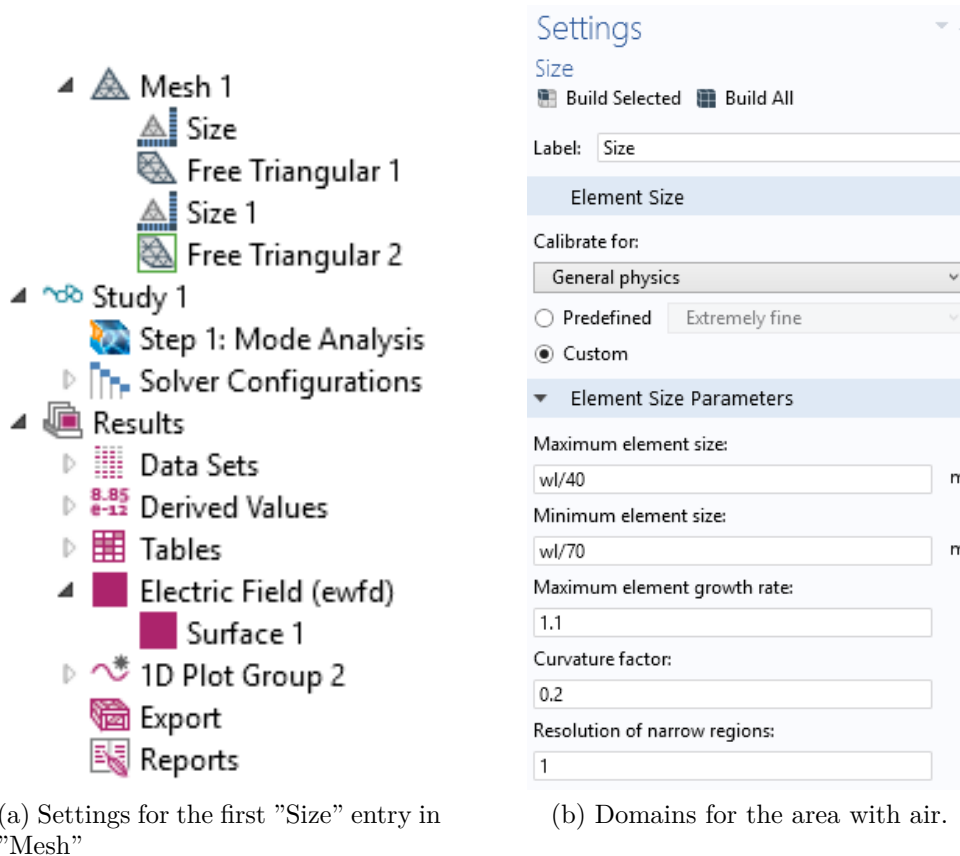 Mesh 1
Size
Free Triangular 1
Size 1
Free Triangular 2
Study 1
Step 1: Mode Analysis
Solver Configurations
Results
Data Sets
8.85
e-12 Derived Values
Tables
Electric Field (ewfd)
Surface 1
1D Plot Group 2
Export
Reports
(a) Settings for the first ”Size” entry in
”Mesh”
Settings
Size
Build Selected Build All
Label: Size
Element Size
Calibrate for:
General physics
Predefined Extremely fine
Custom
Element Size Parameters
Maximum element size:
wl/40
Minimum element size:
wl/70
Maximum element growth rate:
1.1
Curvature factor:
0.2
Resolution of narrow regions:
1
(b) Domains for the area with air.